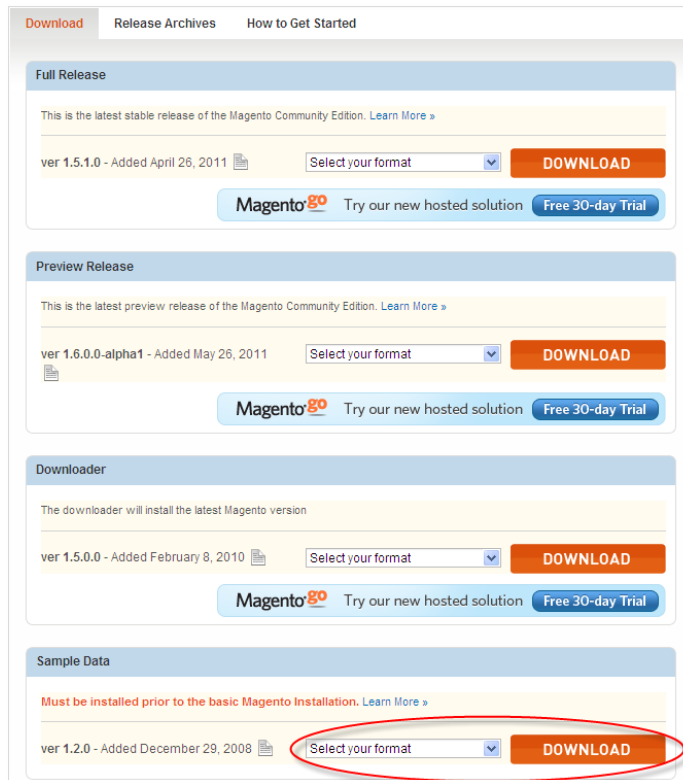 Download Release Archives How to Get Started
Full Release
This is the latest stable release of the Magento Community Edition. Learn More »
ver 1.5.1.0 - Added April 26, 2011 Select your format DOWNLOAD
Magento go Try our new hosted solution Free 30-day Trial
Preview Release
This is the latest preview release of the Magento Community Edition. Learn More »
ver 1.6.0.0-alpha1 - Added May 26, 2011 Select your format DOWNLOAD
Magento go Try our new hosted solution Free 30-day Trial
Downloader
The downloader will install the latest Magento version
ver 1.5.0.0 - Added February 8, 2010 Select your format DOWNLOAD
Magento go Try our new hosted solution Free 30-day Trial
Sample Data
Must be installed prior to the basic Magento Installation. Learn More »
ver 1.2.0 - Added December 29, 2008 Select your format DOWNLOAD